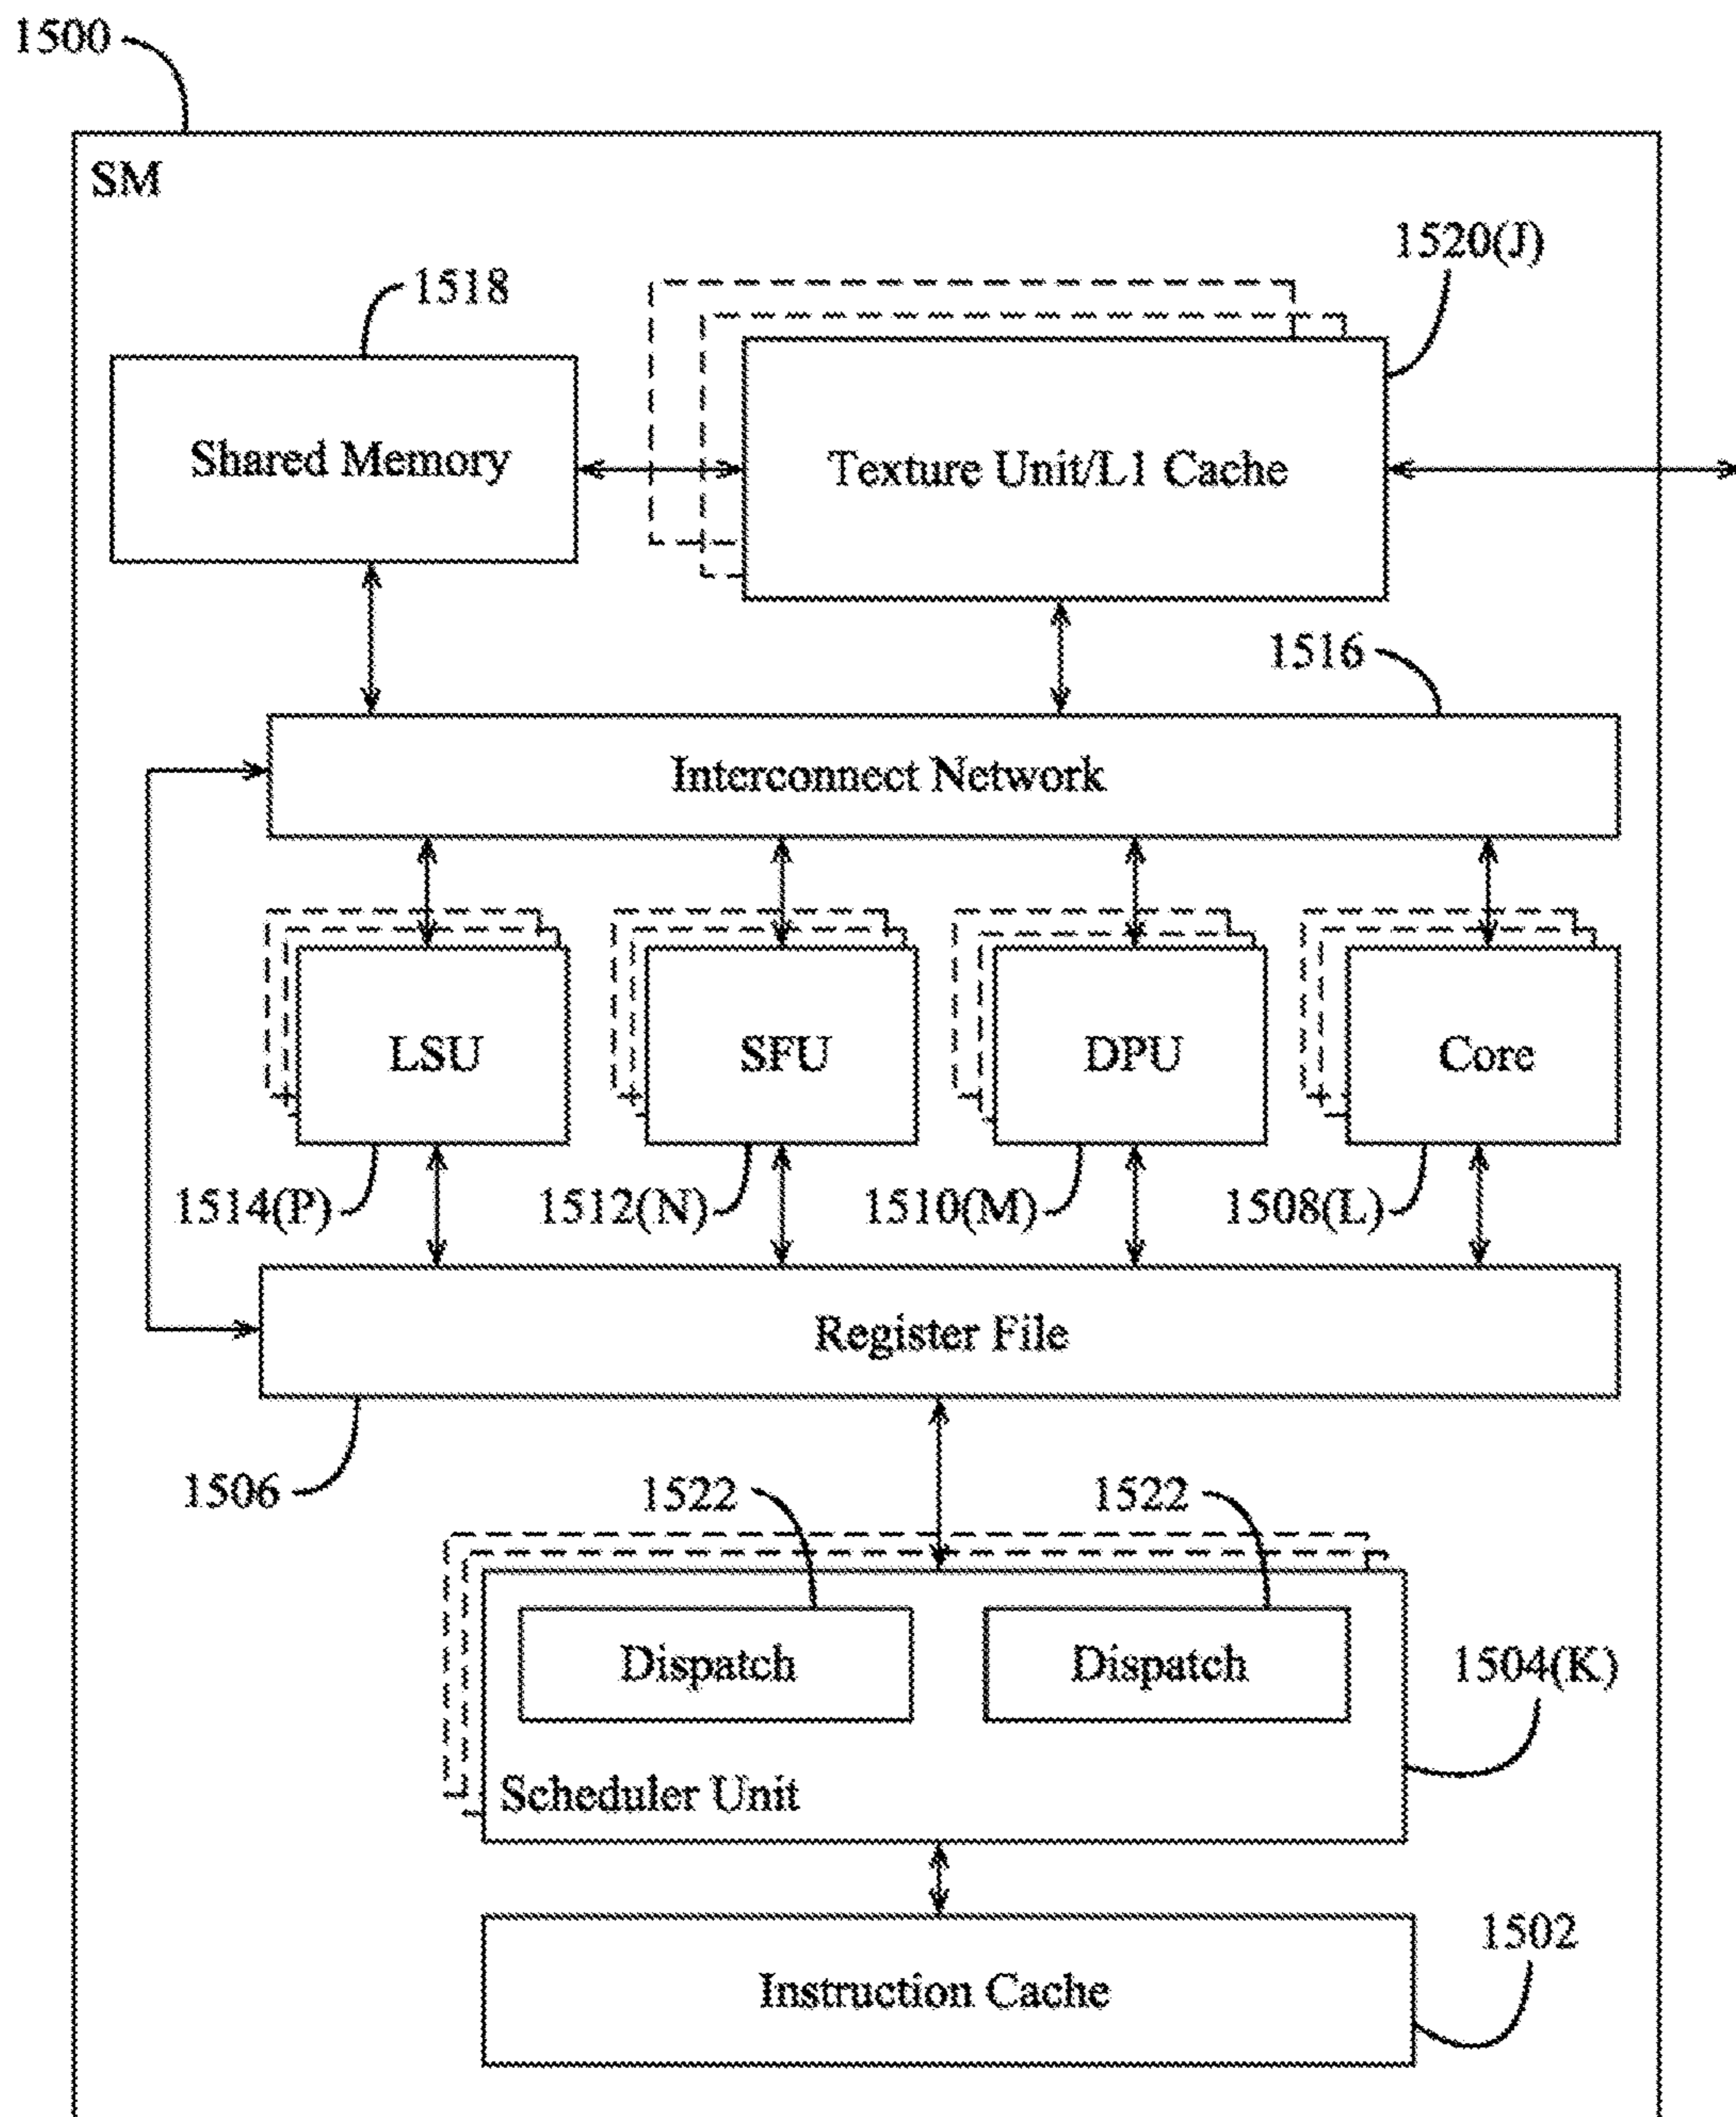 1500
SM
1520(J)
1518
Shared Memory
Texture Unit/L1 Cache
1516
Interconnect Network
LSU
SFU
DPU
Core
1514(P)
1512(N)
1510(M)
1508(L)
Register File
1506
1522
1522
Dispatch
Dispatch
1504(K)
Scheduler Unit
1502
Instruction Cache